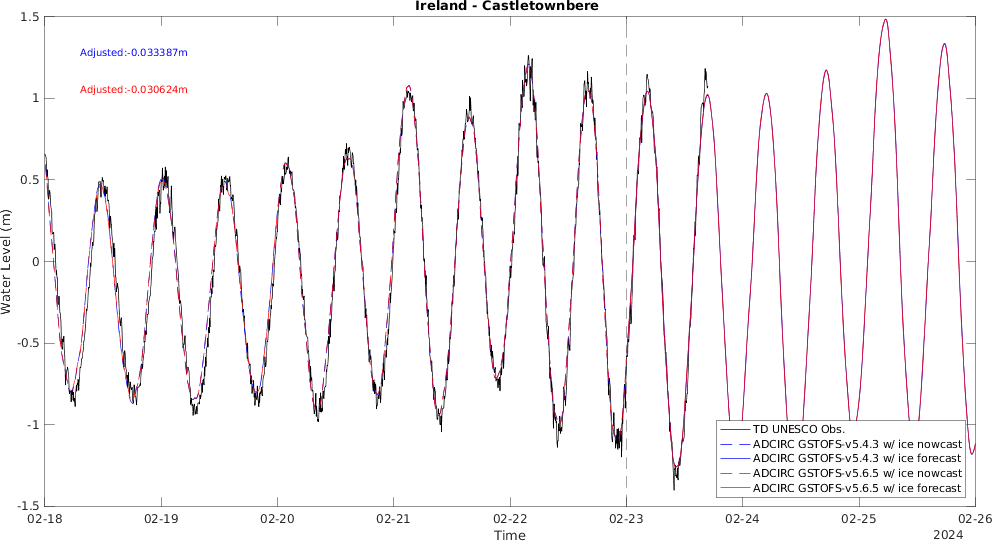 Ireland - Castletownbere
Adjusted:-0.033387m
Adjusted:-0.030624m
Water Level (m)
1.5
1
0.5
0
-0.5
-1
-1.5
TD UNESCO Obs.
ADCIRC GSTOFS-v5.4.3 w/ ice nowcast
ADCIRC GSTOFS-v5.4.3 w/ ice forecast
ADCIRC GSTOFS-v5.6.5 w/ ice nowcast
ADCIRC GSTOFS-v5.6.5 w/ ice forecast
02-18 02-19 02-20 02-21 02-22 02-23 02-24 02-25 02-26
Time
2024